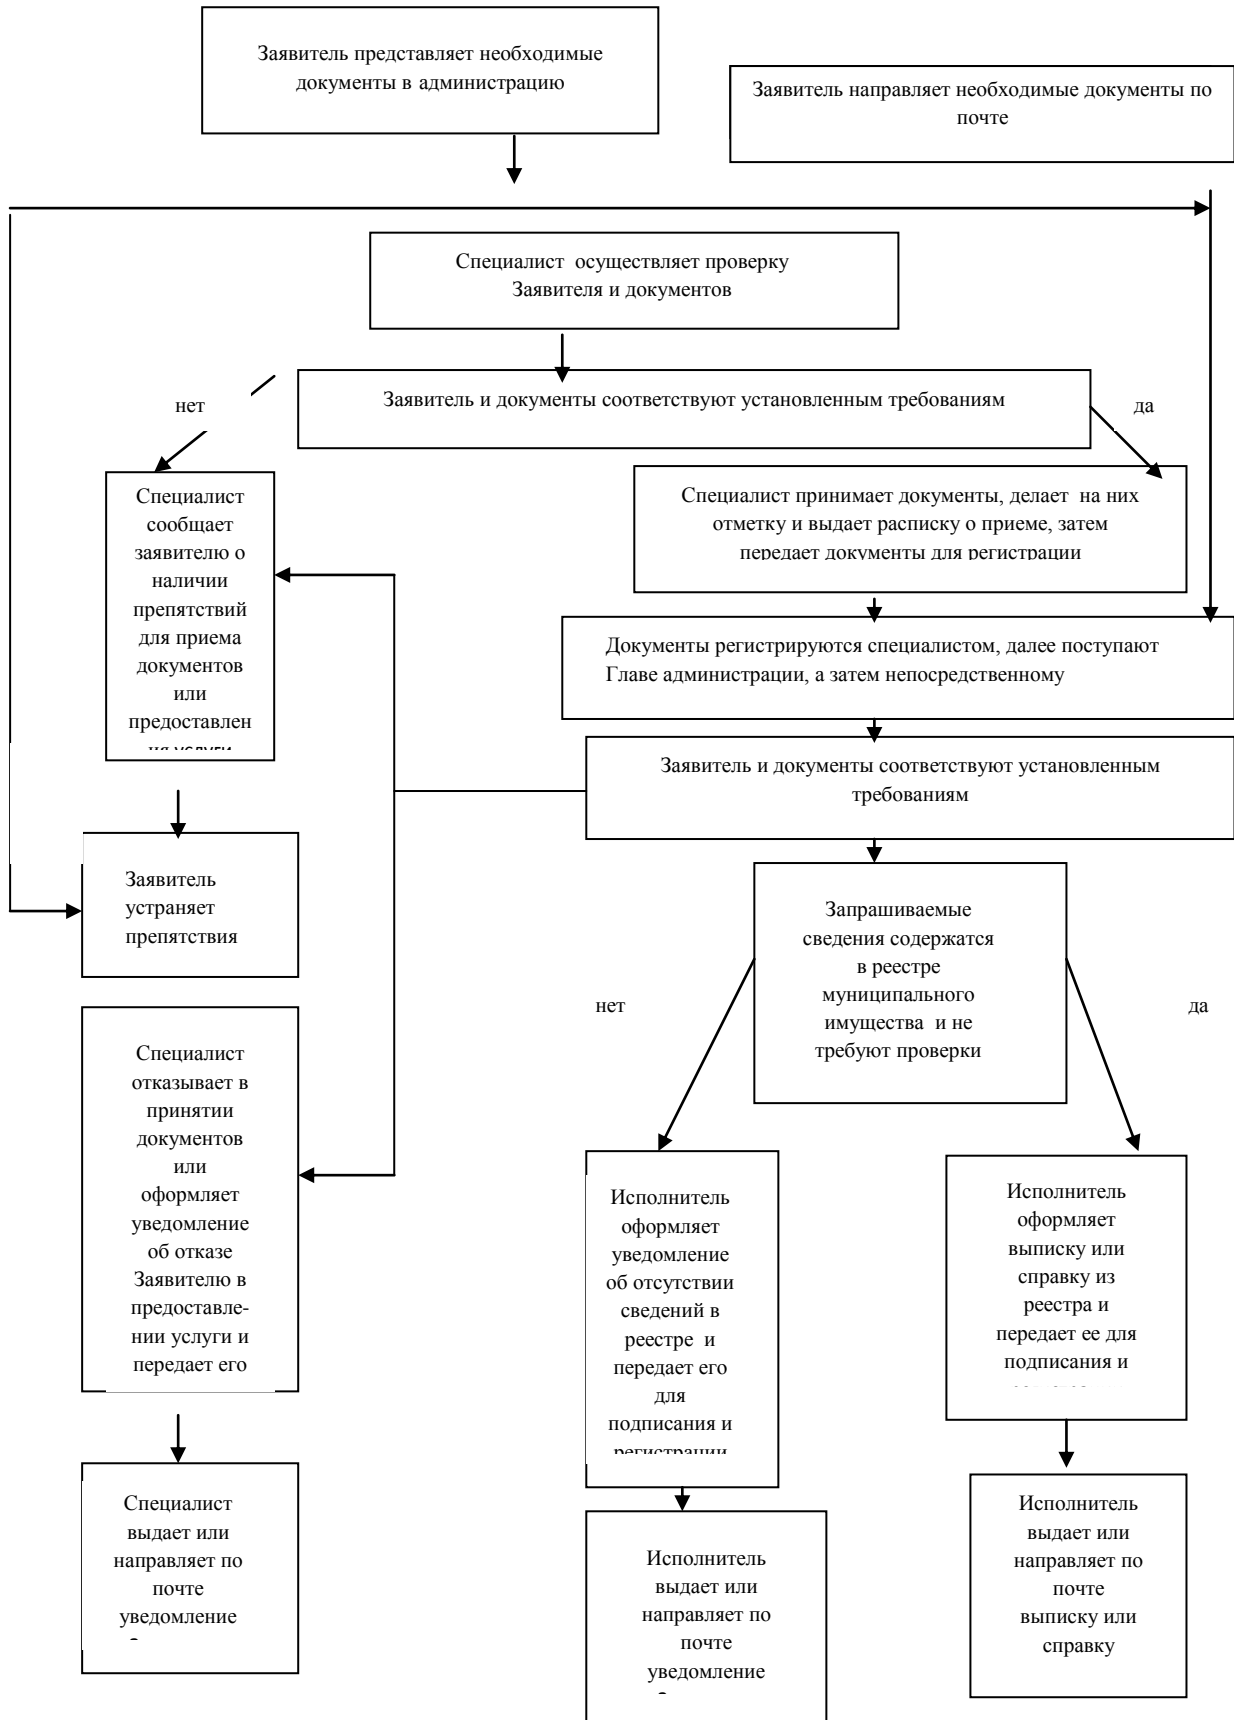 Заявитель представляет необходимые
документы в администрацию
Заявитель направляет необходимые документы по
почте
Специалист осуществляет проверку
Заявителя и документов
нет
Заявитель и документы соответствуют установленным требованиям
да
Специалист
сообщает
заявителю о
наличии
препятствий
для приема
документов
или
предоставлен
ия услуги
Специалист принимает документы, делает на них
отметку и выдает расписку о приеме, затем
передает документы для регистрации
Документы регистрируются специалистом, далее поступают
Главе администрации, а затем непосредственному
Заявитель и документы соответствуют установленным
требованиям
Заявитель
устраняет
препятствия
Запрашиваемые
сведения содержатся
в реестре
муниципального
имущества и не
требуют проверки
нет
да
Специалист
отказывает в
принятии
документов
или
оформляет
уведомление
об отказе
Заявителю в
предоставле-
нии услуги и
передает его
Исполнитель
оформляет
уведомление
об отсутствии
сведений в
реестре и
передает его
для
подписания и
регистрации
Исполнитель
оформляет
выписку или
справку из
реестра и
передает ее для
подписания и
Специалист
выдает или
направляет по
почте
уведомление
Исполнитель
выдает или
направляет по
почте
уведомление
Исполнитель
выдает или
направляет по
почте
выписку или
справку